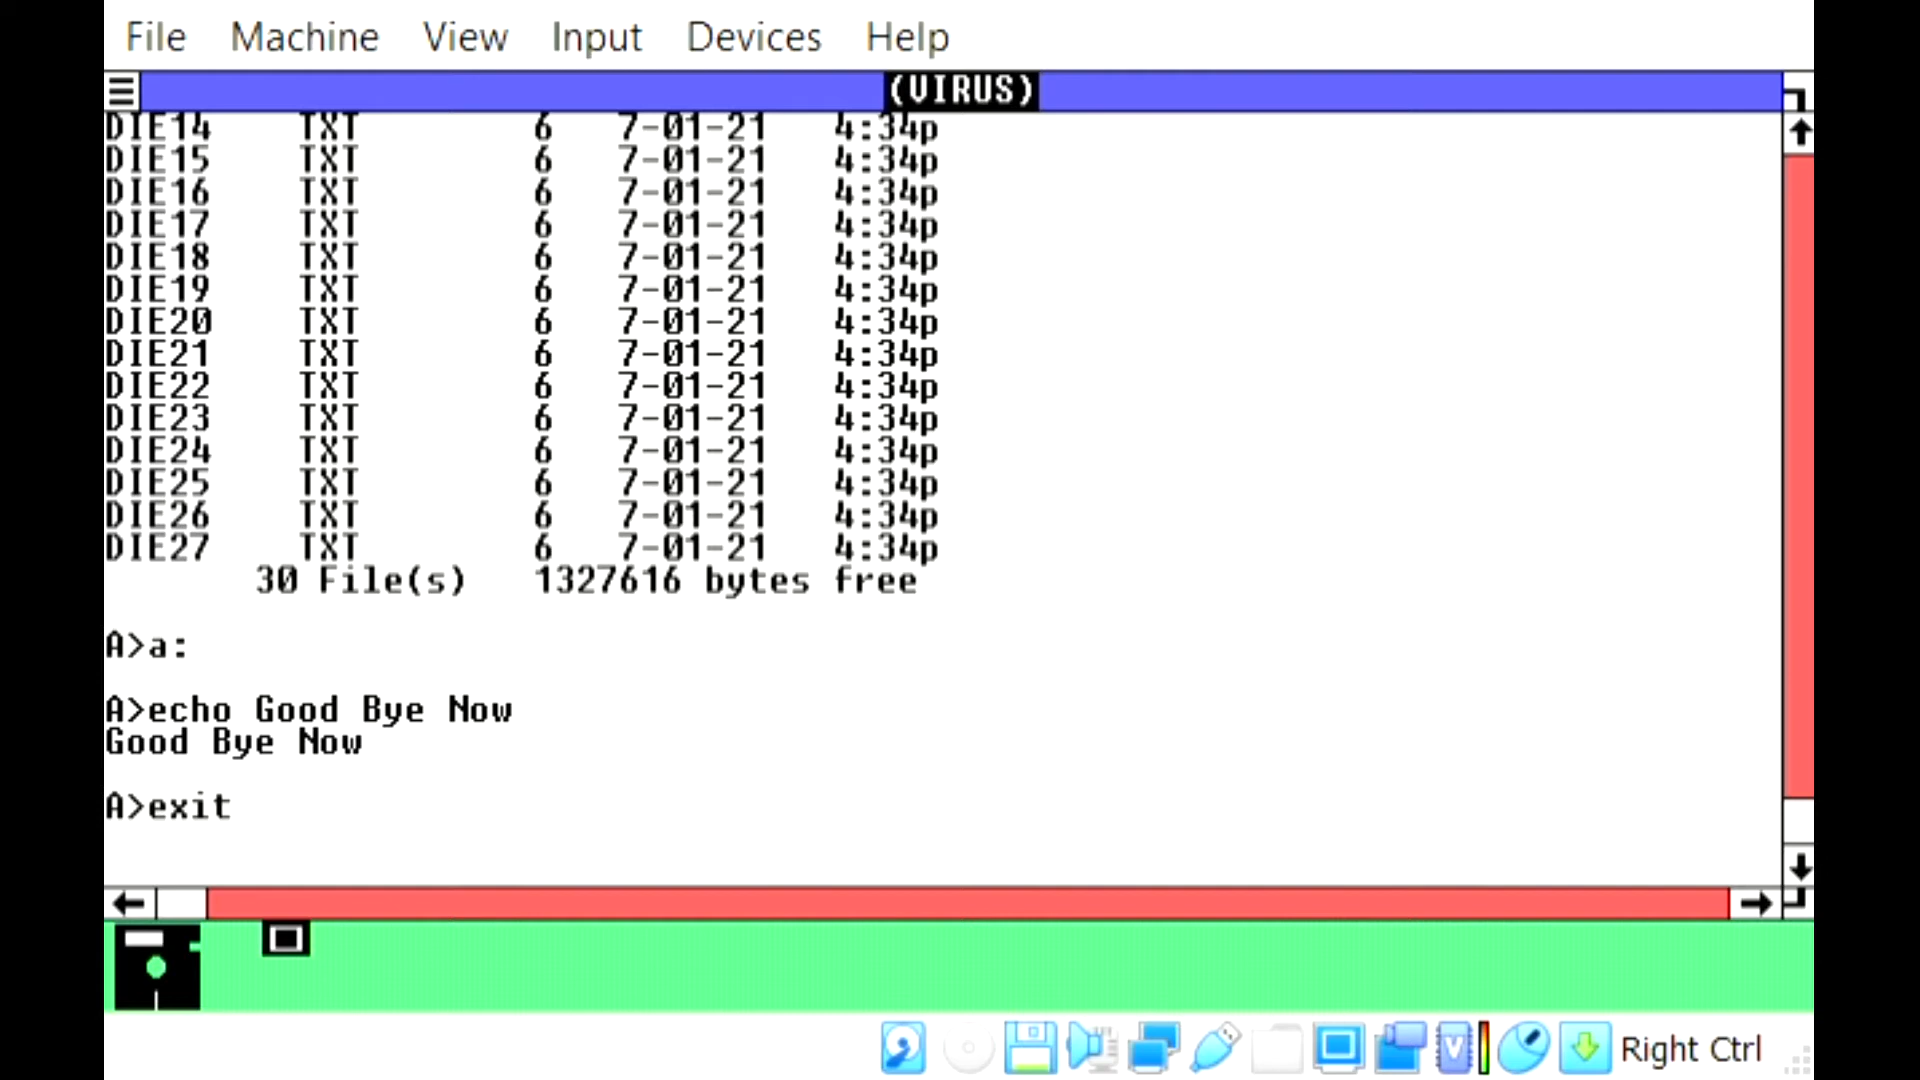 File Machine View Input Devices Help
(VIRUS)
DIE14 TXT 6 7-01-21 4:34p
DIE15 TXT 6 7-01-21 4:34p
DIE16 TXT 6 7-01-21 4:34p
DIE17 TXT 6 7-01-21 4:34p
DIE18 TXT 6 7-01-21 4:34p
DIE19 TXT 6 7-01-21 4:34p
DIE20 TXT 6 7-01-21 4:34p
DIE21 TXT 6 7-01-21 4:34p
DIE22 TXT 6 7-01-21 4:34p
DIE23 TXT 6 7-01-21 4:34p
DIE24 TXT 6 7-01-21 4:34p
DIE25 TXT 6 7-01-21 4:34p
DIE26 TXT 6 7-01-21 4:34p
DIE27 TXT 6 7-01-21 4:34p
30 File(s) 1327616 bytes free
A>a:
A>echo Good Bye Now
Good Bye Now
A>exit
V Right Ctrl